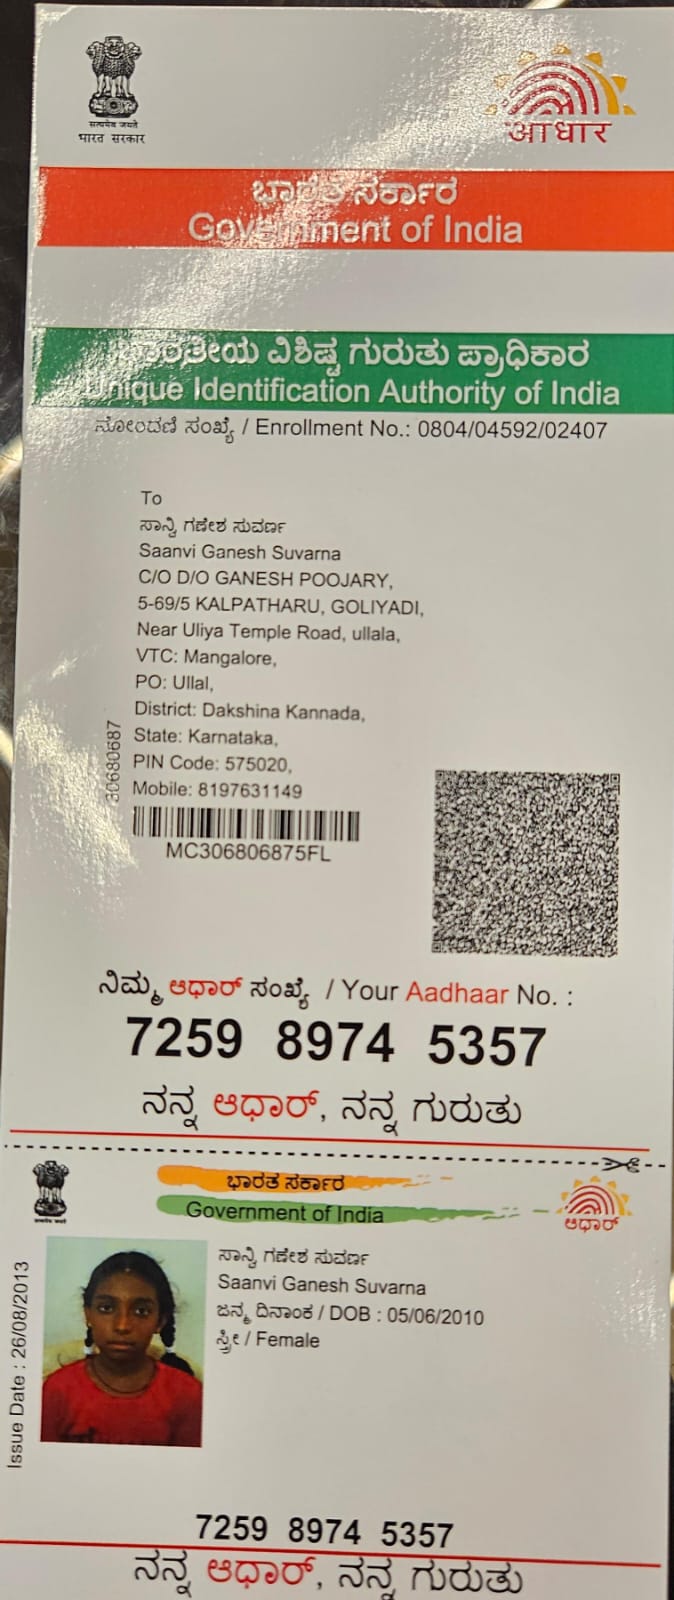 सत्यमेव जयते
भारत सरकार
आधार
ಭಾರತ ಸರ್ಕಾರ
Government of India
ಭಾರತೀಯ ವಿಶಿಷ್ಟ ಗುರುತು ಪ್ರಾಧಿಕಾರ
Unique Identification Authority of India
ನೋಂದಣಿ ಸಂಖ್ಯೆ / Enrollment No.: 0804/04592/02407
To
ಸಾನ್ವಿ ಗಣೇಶ ಸುವರ್ಣ
Saanvi Ganesh Suvarna
C/O D/O GANESH POOJARY,
5-69/5 KALPATHARU, GOLIYADI,
Near Uliya Temple Road, ullala,
VTC: Mangalore,
PO: Ullal,
District: Dakshina Kannada,
State: Karnataka,
PIN Code: 575020,
Mobile: 8197631149
30680687
MC306806875FL
ನಿಮ್ಮ ಆಧಾರ್ ಸಂಖ್ಯೆ / Your Aadhaar No. :
7259 8974 5357
ನನ್ನ ಆಧಾರ್, ನನ್ನ ಗುರುತು
ಭಾರತ ಸರ್ಕಾರ
Government of India
ಆಧಾರ್
Issue Date : 26/08/2013
ಸಾನ್ವಿ ಗಣೇಶ ಸುವರ್ಣ
Saanvi Ganesh Suvarna
ಜನ್ಮ ದಿನಾಂಕ / DOB : 05/06/2010
ಸ್ತ್ರೀ / Female
7259 8974 5357
ನನ್ನ ಆಧಾರ್, ನನ್ನ ಗುರುತು